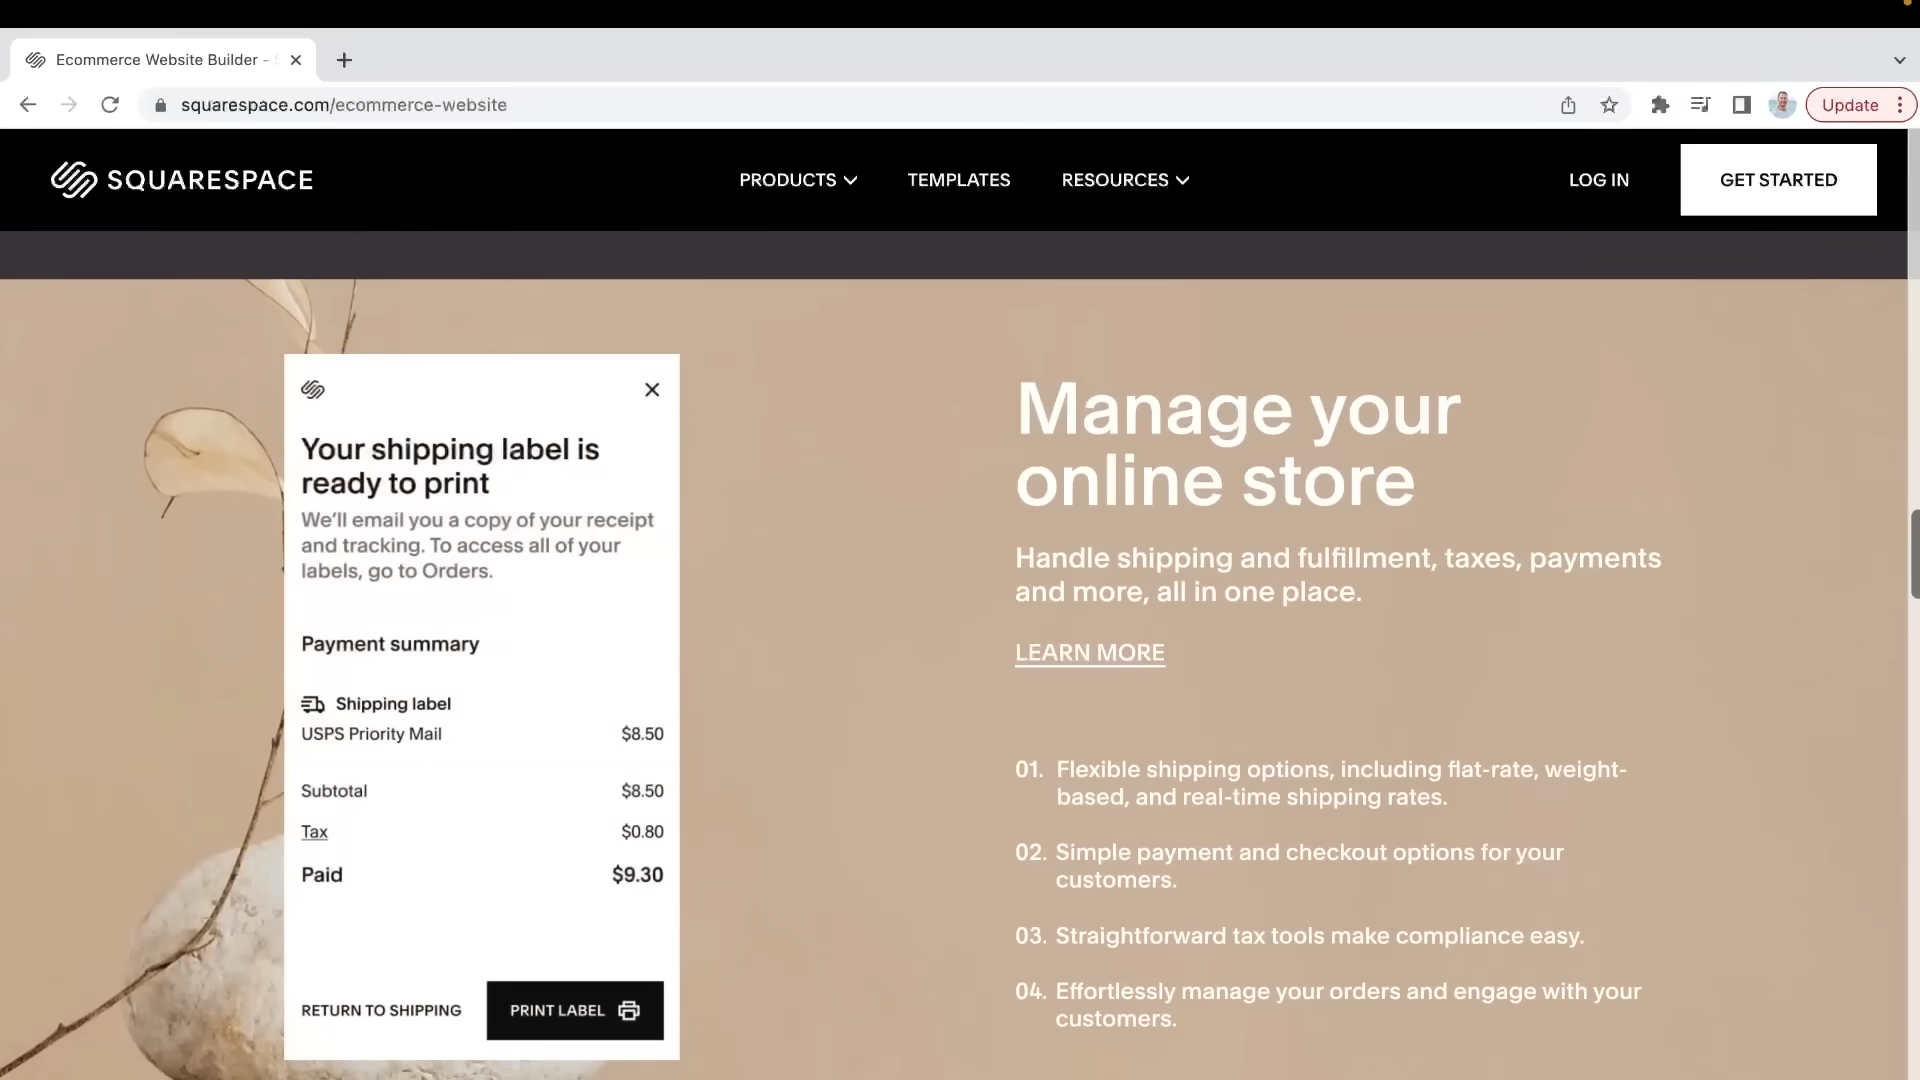 Ecommerce Website Builder -
squarespace.com/ecommerce-website
Update
SQUARESPACE
PRODUCTS
TEMPLATES
RESOURCES
LOG IN
GET STARTED
Your shipping label is
ready to print
We'll email you a copy of your receipt
and tracking. To access all of your
labels, go to Orders.
Payment summary
Shipping label
USPS Priority Mail $8.50
Subtotal $8.50
Tax $0.80
Paid $9.30
RETURN TO SHIPPING
PRINT LABEL
Manage your
online store
Handle shipping and fulfillment, taxes, payments
and more, all in one place.
LEARN MORE
01. Flexible shipping options, including flat-rate, weight-
based, and real-time shipping rates.
02. Simple payment and checkout options for your
customers.
03. Straightforward tax tools make compliance easy.
04. Effortlessly manage your orders and engage with your
customers.